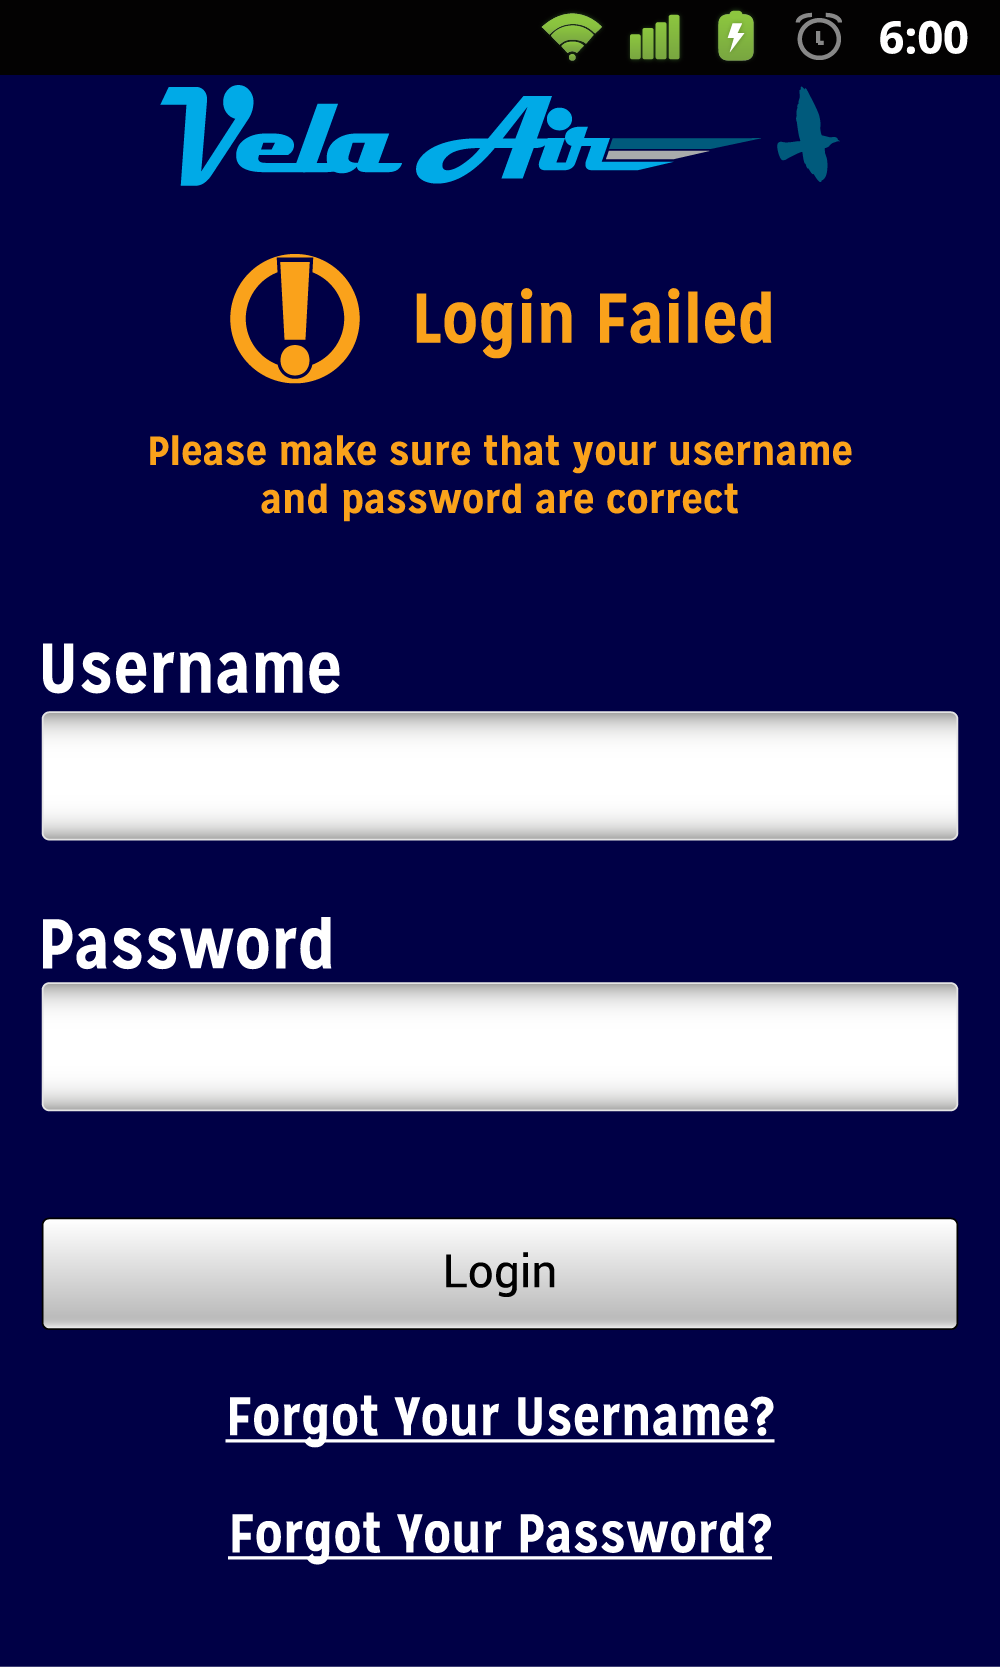 6:00
Vela Air
Login Failed
Please make sure that your username
and password are correct
Username
Password
Login
Forgot Your Username?
Forgot Your Password?